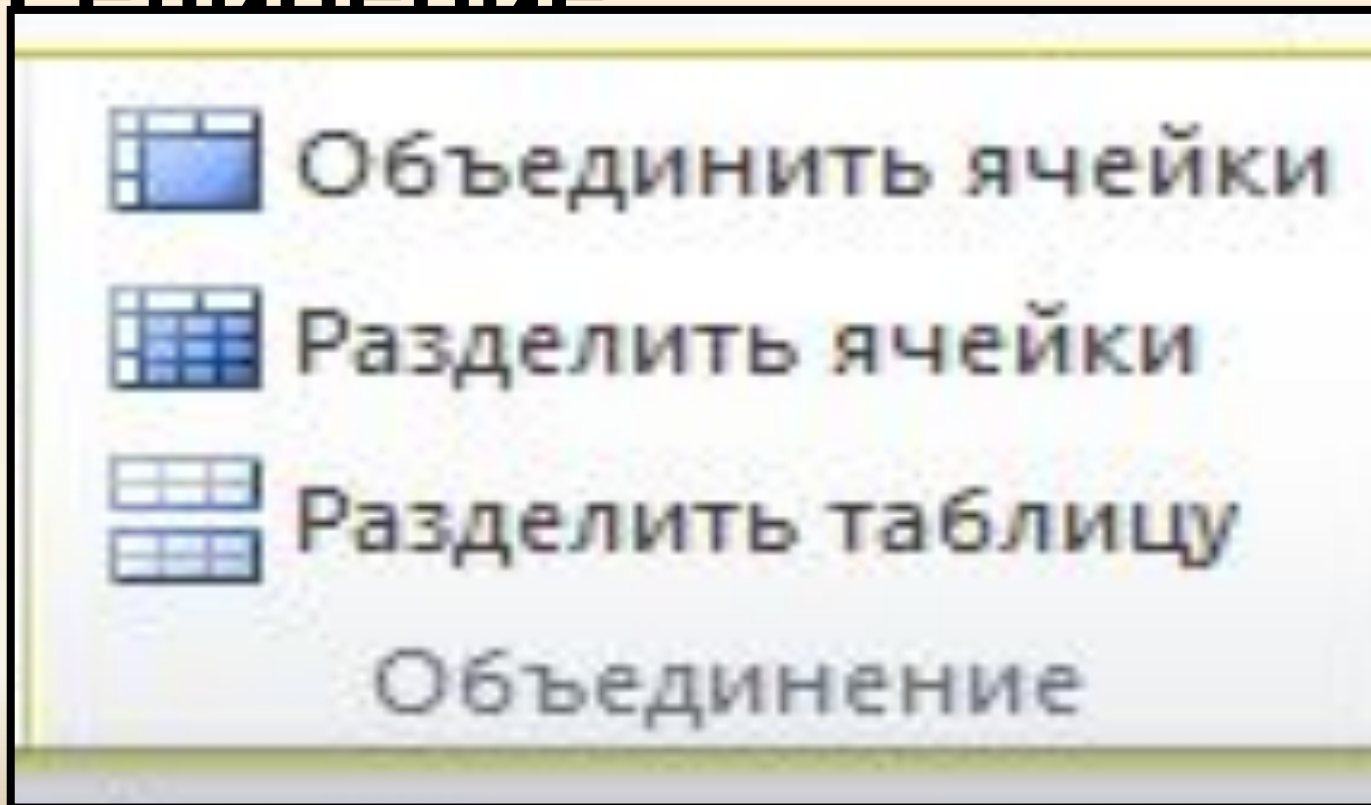 Объединить ячейки
Разделить ячейки
Разделить таблицу
Объединение